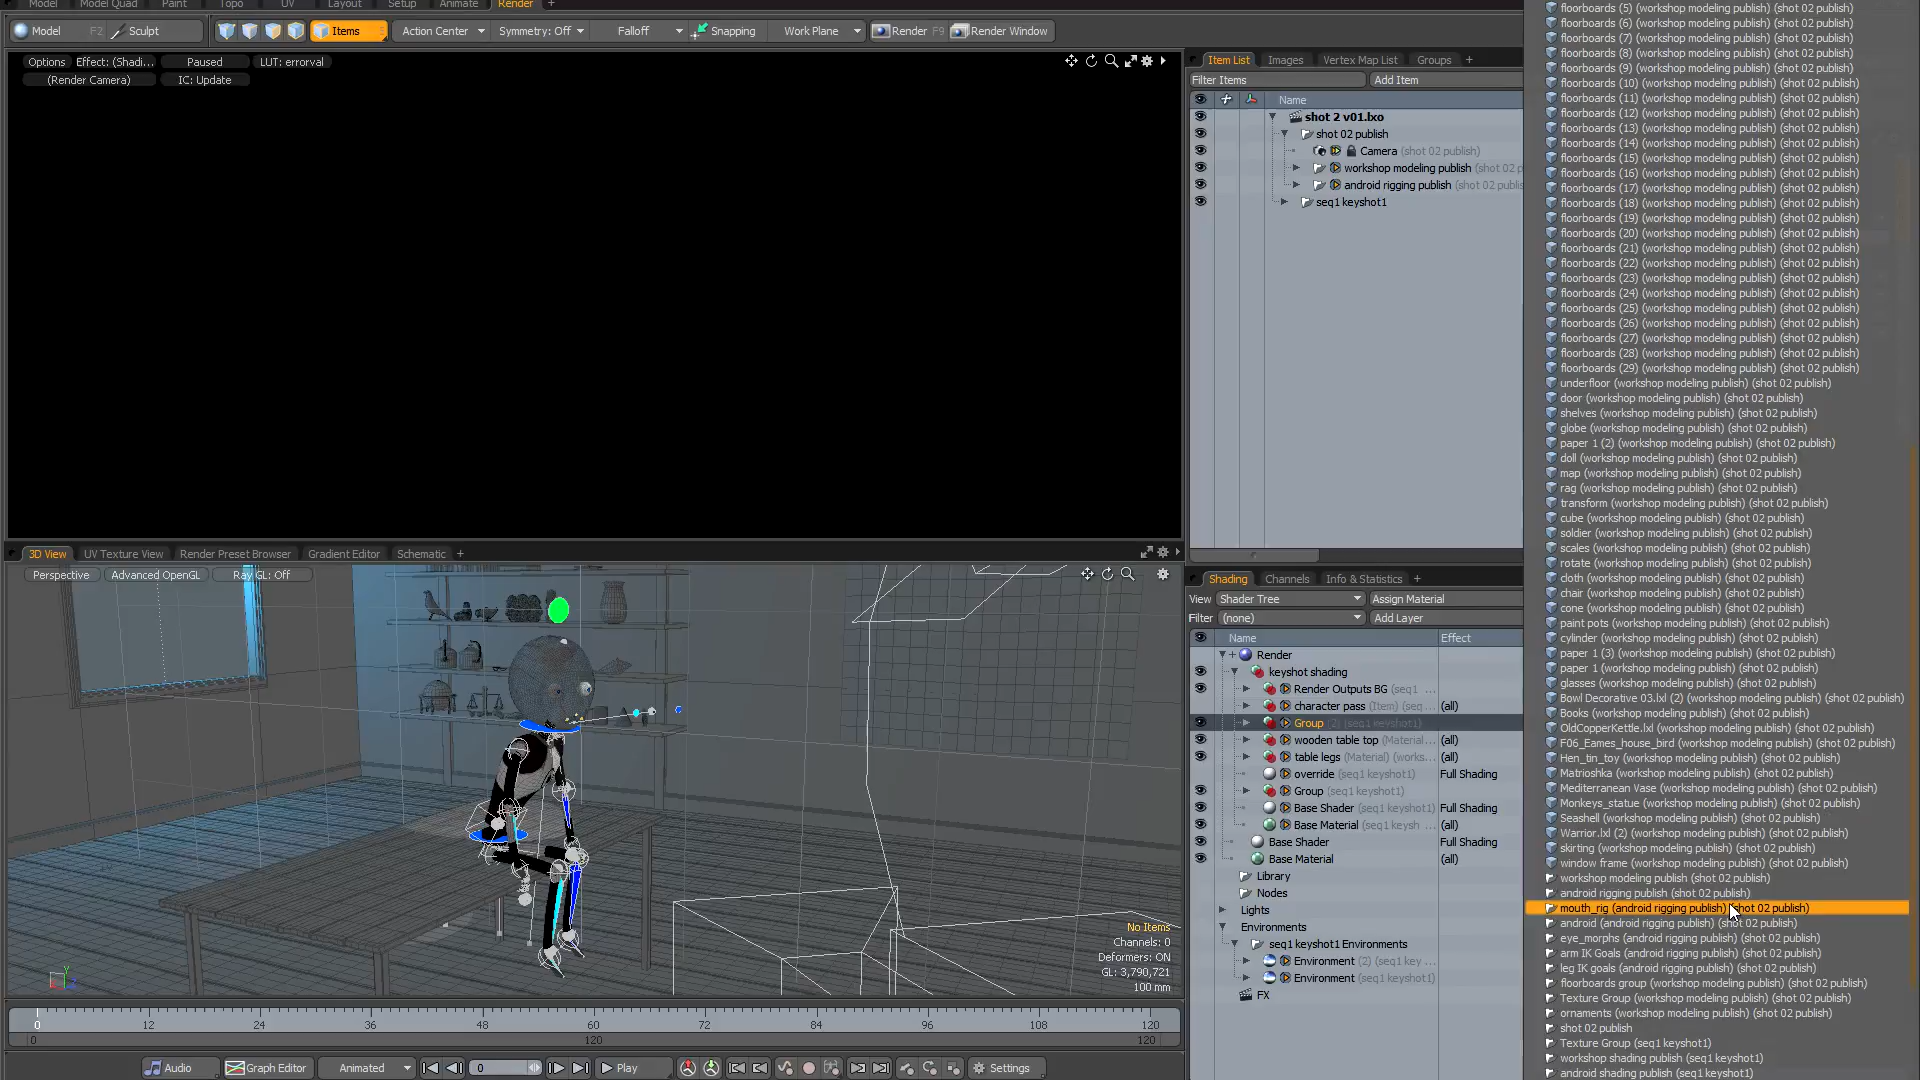 Model
Model Quad
Paint
Topo
UV
Layout
Setup
Animate
Render
+
Model F2
Sculpt
Items
Action Center
Symmetry: Off
Falloff
Snapping
Work Plane
Render F9
Render Window
Options Effect: (Shadi... Paused LUT: errorval
(Render Camera) IC: Update
3D View
UV Texture View
Render Preset Browser
Gradient Editor
Schematic
+
Perspective
Advanced OpenGL
Ray GL: Off
No Items
Channels: 0
Deformers: ON
GL: 3,790,721
100 mm
0 12 24 36 48 60 72 84 96 108 120
0 120 120
Audio
Graph Editor
Animated
0
Play
Settings
Item List
Images
Vertex Map List
Groups
+
Filter Items
Add Item
Name
shot 2 v01.lxo
shot 02 publish
Camera (shot 02 publish)
workshop modeling publish (shot 02 p
android rigging publish (shot 02 publis
seq1 keyshot1
Shading
Channels
Info & Statistics
+
View Shader Tree
Assign Material
Filter (none)
Add Layer
Name Effect
Render
keyshot shading
Render Outputs BG (seq1 ...
character pass (Item) (seq ... (all)
Group (2) (seq1 keyshot1)
wooden table top (Material... (all)
table legs (Material) (works... (all)
override (seq1 keyshot1) Full Shading
Group (seq1 keyshot1)
Base Shader (seq1 keyshot1) Full Shading
Base Material (seq1 keysh ... (all)
Base Shader Full Shading
Base Material (all)
Library
Nodes
Lights
Environments
seq1 keyshot1 Environments
Environment (2) (seq1 key ...
Environment (seq1 keyshot1)
FX
floorboards (5) (workshop modeling publish) (shot 02 publish)
floorboards (6) (workshop modeling publish) (shot 02 publish)
floorboards (7) (workshop modeling publish) (shot 02 publish)
floorboards (8) (workshop modeling publish) (shot 02 publish)
floorboards (9) (workshop modeling publish) (shot 02 publish)
floorboards (10) (workshop modeling publish) (shot 02 publish)
floorboards (11) (workshop modeling publish) (shot 02 publish)
floorboards (12) (workshop modeling publish) (shot 02 publish)
floorboards (13) (workshop modeling publish) (shot 02 publish)
floorboards (14) (workshop modeling publish) (shot 02 publish)
floorboards (15) (workshop modeling publish) (shot 02 publish)
floorboards (16) (workshop modeling publish) (shot 02 publish)
floorboards (17) (workshop modeling publish) (shot 02 publish)
floorboards (18) (workshop modeling publish) (shot 02 publish)
floorboards (19) (workshop modeling publish) (shot 02 publish)
floorboards (20) (workshop modeling publish) (shot 02 publish)
floorboards (21) (workshop modeling publish) (shot 02 publish)
floorboards (22) (workshop modeling publish) (shot 02 publish)
floorboards (23) (workshop modeling publish) (shot 02 publish)
floorboards (24) (workshop modeling publish) (shot 02 publish)
floorboards (25) (workshop modeling publish) (shot 02 publish)
floorboards (26) (workshop modeling publish) (shot 02 publish)
floorboards (27) (workshop modeling publish) (shot 02 publish)
floorboards (28) (workshop modeling publish) (shot 02 publish)
floorboards (29) (workshop modeling publish) (shot 02 publish)
underfloor (workshop modeling publish) (shot 02 publish)
door (workshop modeling publish) (shot 02 publish)
shelves (workshop modeling publish) (shot 02 publish)
globe (workshop modeling publish) (shot 02 publish)
paper 1 (2) (workshop modeling publish) (shot 02 publish)
doll (workshop modeling publish) (shot 02 publish)
map (workshop modeling publish) (shot 02 publish)
rag (workshop modeling publish) (shot 02 publish)
transform (workshop modeling publish) (shot 02 publish)
cube (workshop modeling publish) (shot 02 publish)
soldier (workshop modeling publish) (shot 02 publish)
scales (workshop modeling publish) (shot 02 publish)
rotate (workshop modeling publish) (shot 02 publish)
cloth (workshop modeling publish) (shot 02 publish)
chair (workshop modeling publish) (shot 02 publish)
cone (workshop modeling publish) (shot 02 publish)
paint pots (workshop modeling publish) (shot 02 publish)
cylinder (workshop modeling publish) (shot 02 publish)
paper 1 (3) (workshop modeling publish) (shot 02 publish)
paper 1 (workshop modeling publish) (shot 02 publish)
glasses (workshop modeling publish) (shot 02 publish)
Bowl Decorative 03.lxl (2) (workshop modeling publish) (shot 02 publish)
Books (workshop modeling publish) (shot 02 publish)
OldCopperKettle.lxl (workshop modeling publish) (shot 02 publish)
F06_Eames_house_bird (workshop modeling publish) (shot 02 publish)
Hen_tin_toy (workshop modeling publish) (shot 02 publish)
Matrioshka (workshop modeling publish) (shot 02 publish)
Mediterranean Vase (workshop modeling publish) (shot 02 publish)
Monkeys_statue (workshop modeling publish) (shot 02 publish)
Seashell (workshop modeling publish) (shot 02 publish)
Warrior.lxl (2) (workshop modeling publish) (shot 02 publish)
skirting (workshop modeling publish) (shot 02 publish)
window frame (workshop modeling publish) (shot 02 publish)
workshop modeling publish (shot 02 publish)
android rigging publish (shot 02 publish)
mouth_rig (android rigging publish) (shot 02 publish)
android (android rigging publish) (shot 02 publish)
eye_morphs (android rigging publish) (shot 02 publish)
arm IK Goals (android rigging publish) (shot 02 publish)
leg IK goals (android rigging publish) (shot 02 publish)
floorboards group (workshop modeling publish) (shot 02 publish)
Texture Group (workshop modeling publish) (shot 02 publish)
ornaments (workshop modeling publish) (shot 02 publish)
shot 02 publish
Texture Group (seq1 keyshot1)
workshop shading publish (seq1 keyshot1)
android shading publish (seq1 keyshot1)